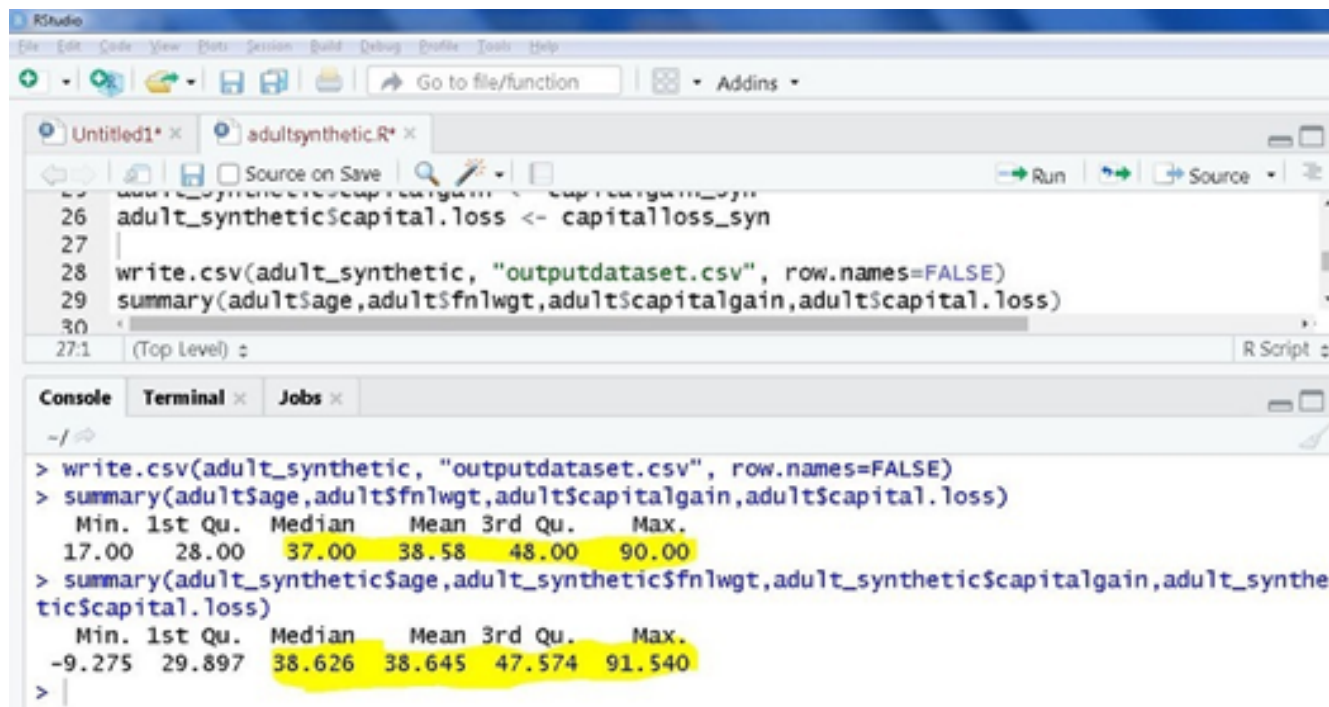 RStudio
File Edit Code View Plots Session Build Debug Profile Tools Help
Go to file/function Addins
Untitled1* × adultsynthetic.R* ×
Source on Save Run Source
26 adult_synthetic$capital.loss <- capitalloss_syn
27
28 write.csv(adult_synthetic, "outputdataset.csv", row.names=FALSE)
29 summary(adult$age,adult$fnlwgt,adult$capitalgain,adult$capital.loss)
30
27:1 (Top Level) R Script
Console Terminal × Jobs ×
~/
> write.csv(adult_synthetic, "outputdataset.csv", row.names=FALSE)
> summary(adult$age,adult$fnlwgt,adult$capitalgain,adult$capital.loss)
Min. 1st Qu. Median Mean 3rd Qu. Max.
17.00 28.00 37.00 38.58 48.00 90.00
> summary(adult_synthetic$age,adult_synthetic$fnlwgt,adult_synthetic$capitalgain,adult_synthe
tic$capital.loss)
Min. 1st Qu. Median Mean 3rd Qu. Max.
-9.275 29.897 38.626 38.645 47.574 91.540
>